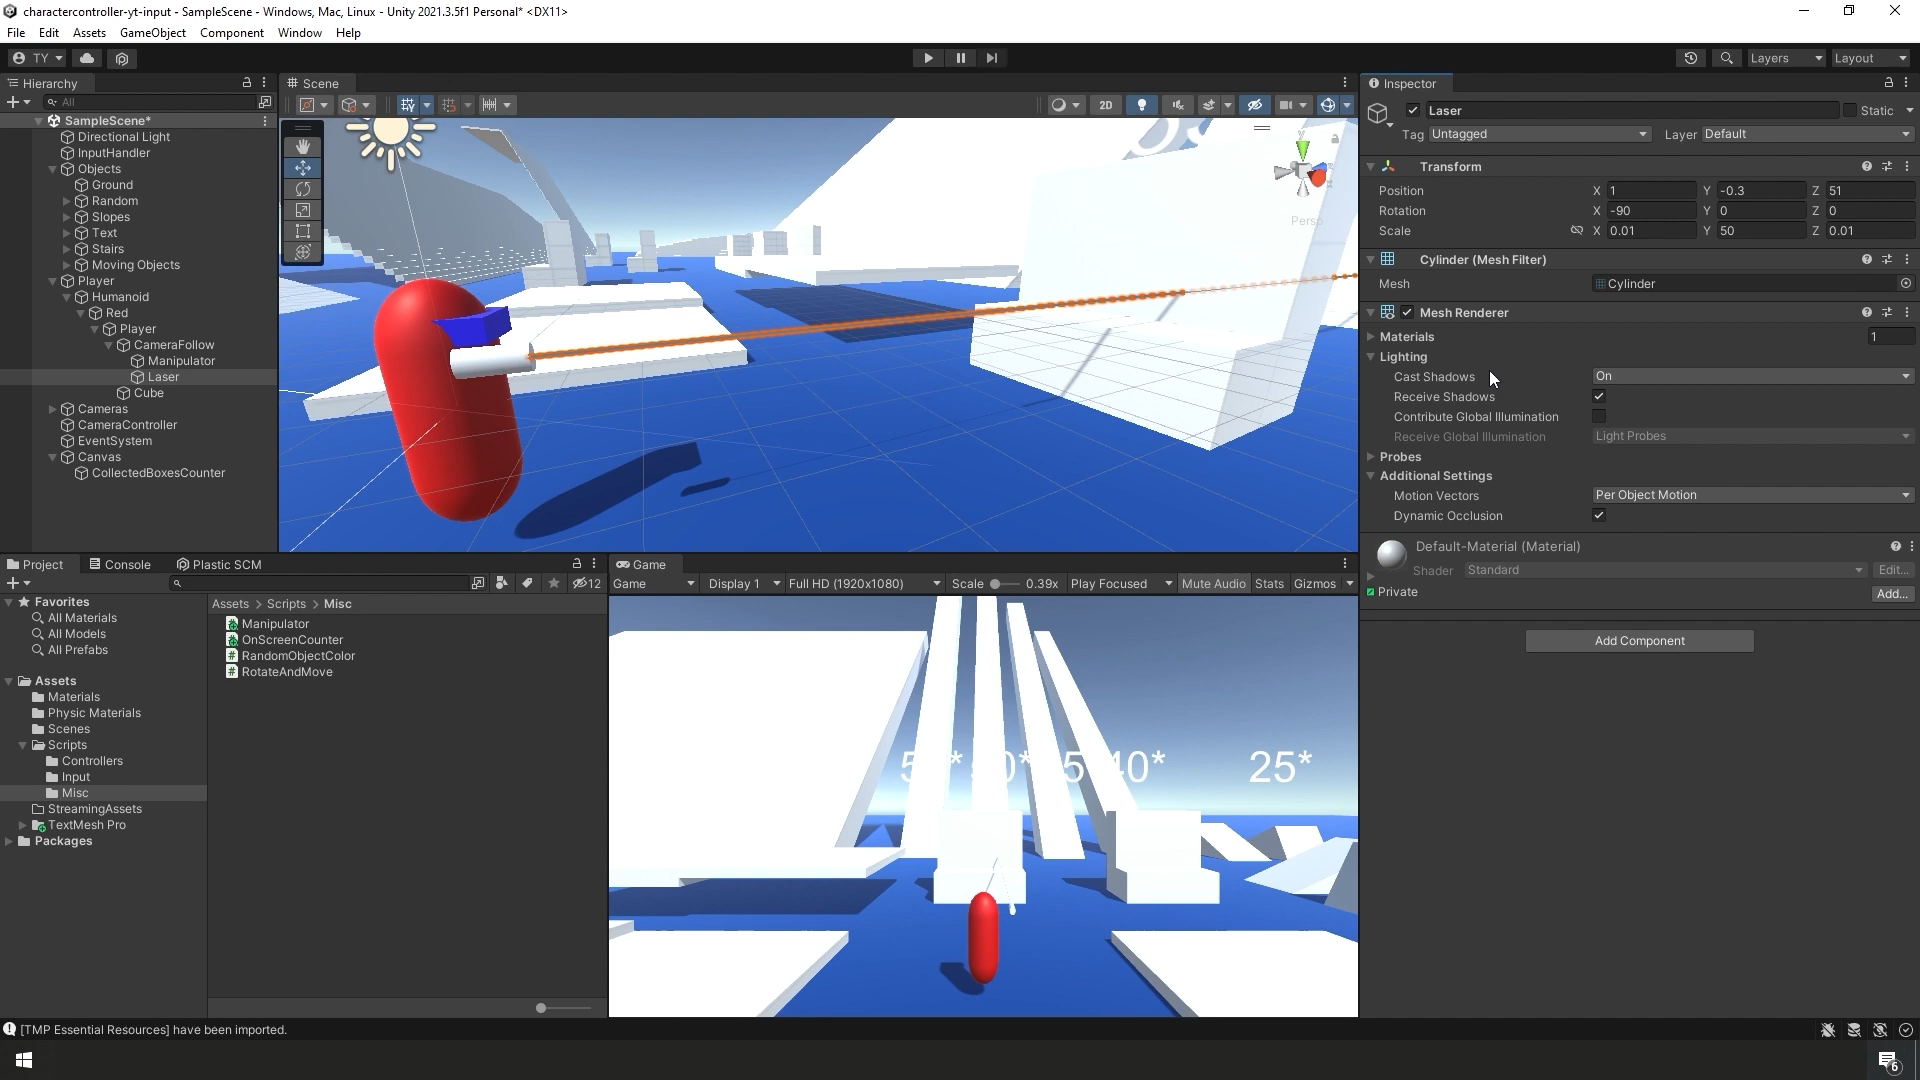 charactercontroller-yt-input - SampleScene - Windows, Mac, Linux - Unity 2021.3.5f1 Personal* <DX11>
File Edit Assets GameObject Component Window Help
TY
Layers Layout
Hierarchy
All
SampleScene*
Directional Light
InputHandler
Objects
Ground
Random
Slopes
Text
Stairs
Moving Objects
Player
Humanoid
Red
Player
CameraFollow
Manipulator
Laser
Cube
Cameras
CameraController
EventSystem
Canvas
CollectedBoxesCounter
Scene
2D
y
Persp
Inspector
Laser Static
Tag Untagged Layer Default
Transform
Position X 1 Y -0.3 Z 51
Rotation X -90 Y 0 Z 0
Scale X 0.01 Y 50 Z 0.01
Cylinder (Mesh Filter)
Mesh Cylinder
Mesh Renderer
Materials 1
Lighting
Cast Shadows On
Receive Shadows
Contribute Global Illumination
Receive Global Illumination Light Probes
Probes
Additional Settings
Motion Vectors Per Object Motion
Dynamic Occlusion
Default-Material (Material)
Shader Standard Edit...
Private Add...
Add Component
Project Console Plastic SCM
12
Favorites
All Materials
All Models
All Prefabs
Assets
Materials
Physic Materials
Scenes
Scripts
Controllers
Input
Misc
StreamingAssets
TextMesh Pro
Packages
Assets > Scripts > Misc
Manipulator
OnScreenCounter
RandomObjectColor
RotateAndMove
Game
Game Display 1 Full HD (1920x1080) Scale 0.39x Play Focused Mute Audio Stats Gizmos
40* 25*
[TMP Essential Resources] have been imported.
6